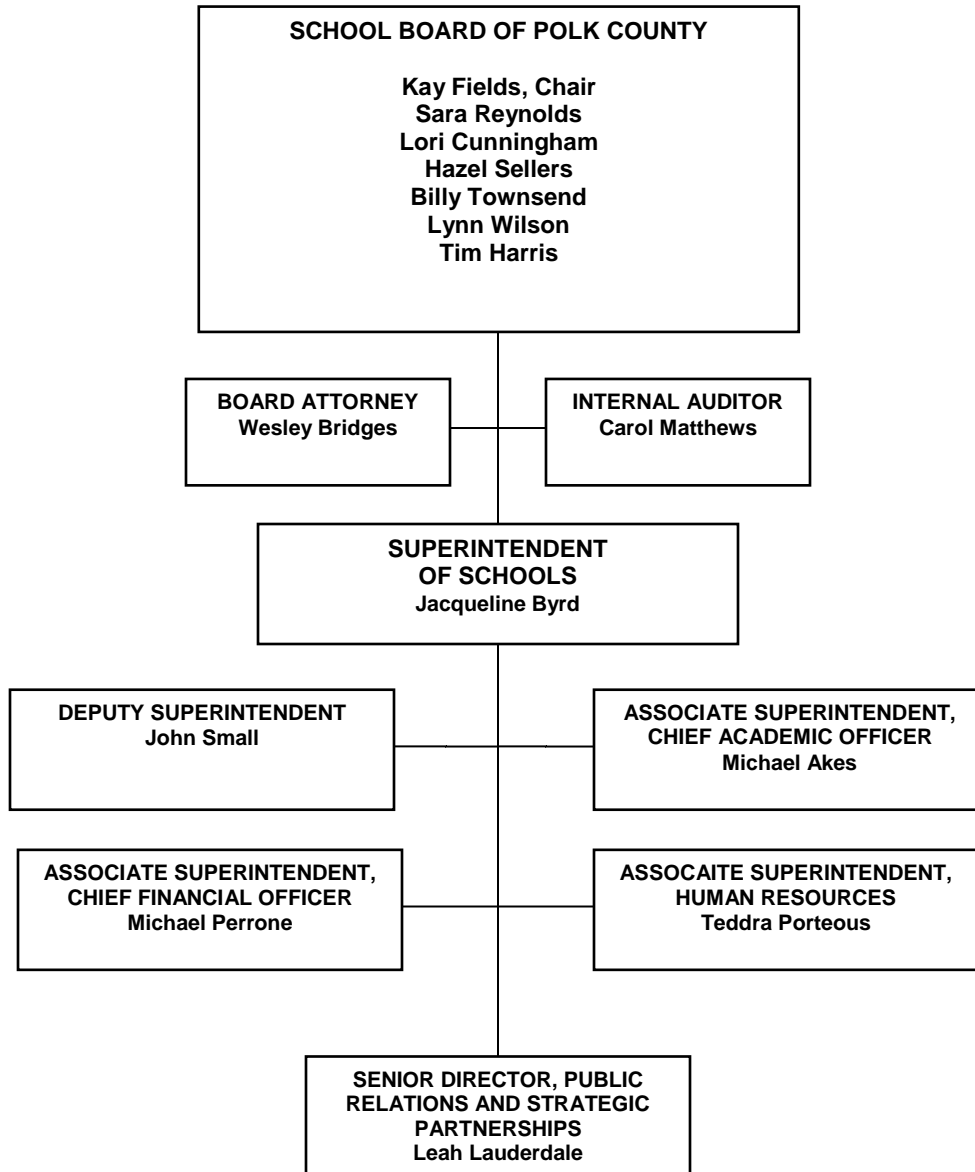 SCHOOL BOARD OF POLK COUNTY
Kay Fields, Chair
Sara Reynolds
Lori Cunningham
Hazel Sellers
Billy Townsend
Lynn Wilson
Tim Harris
BOARD ATTORNEY
Wesley Bridges
INTERNAL AUDITOR
Carol Matthews
SUPERINTENDENT
OF SCHOOLS
Jacqueline Byrd
DEPUTY SUPERINTENDENT
John Small
ASSOCIATE SUPERINTENDENT,
CHIEF ACADEMIC OFFICER
Michael Akes
ASSOCIATE SUPERINTENDENT,
CHIEF FINANCIAL OFFICER
Michael Perrone
ASSOCAITE SUPERINTENDENT,
HUMAN RESOURCES
Teddra Porteous
SENIOR DIRECTOR, PUBLIC
RELATIONS AND STRATEGIC
PARTNERSHIPS
Leah Lauderdale